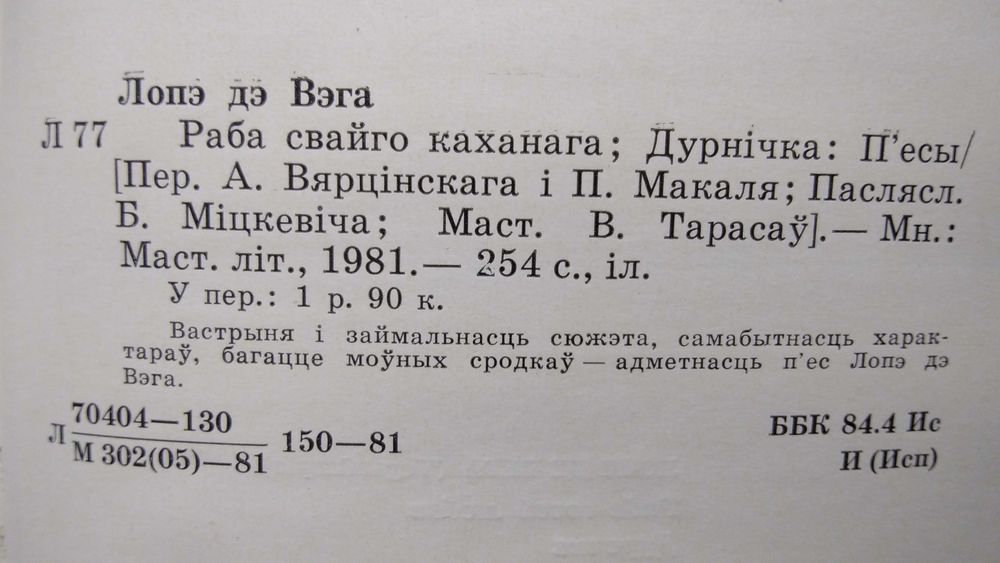 Лопэ дэ Вэга
Л 77 Раба свайго каханага; Дурнічка: П'есы/
[Пер. А. Вярцінскага і П. Макаля; Паслясл.
Б. Міцкевіча; Маст. В. Тарасаў].— Мн.:
Маст. літ., 1981.— 254 с., іл.
У пер.: 1 р. 90 к.
Вастрыня і займальнасць сюжэта, самабытнасць харак-
тараў, багацце моўных сродкаў — адметнасць п'ес Лопэ дэ
Вэга.
Л 70404—130 150—81
М 302(05)—81
ББК 84.4 Ис
И (Исп)